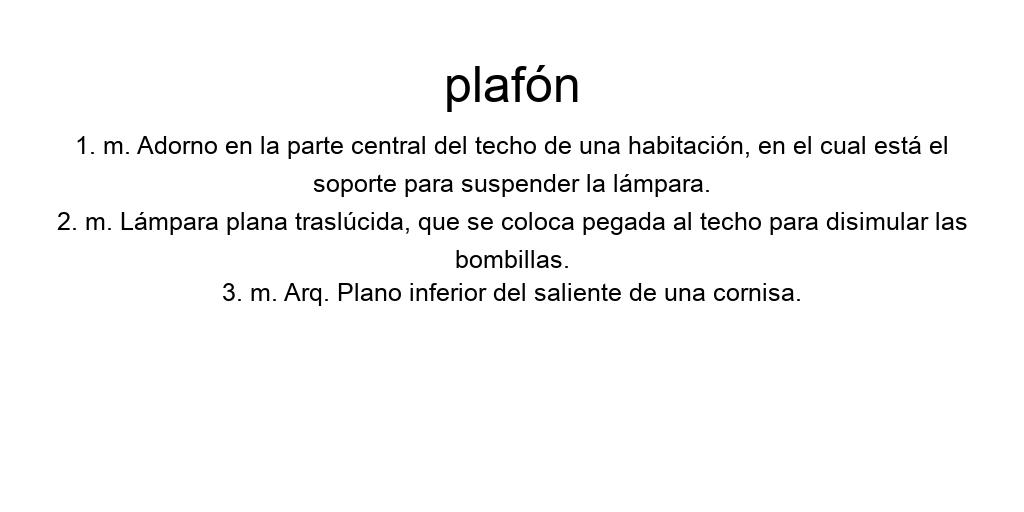 plafón
1. m. Adorno en la parte central del techo de una habitación, en el cual está el
soporte para suspender la lámpara.
2. m. Lámpara plana traslúcida, que se coloca pegada al techo para disimular las
bombillas.
3. m. Arq. Plano inferior del saliente de una cornisa.